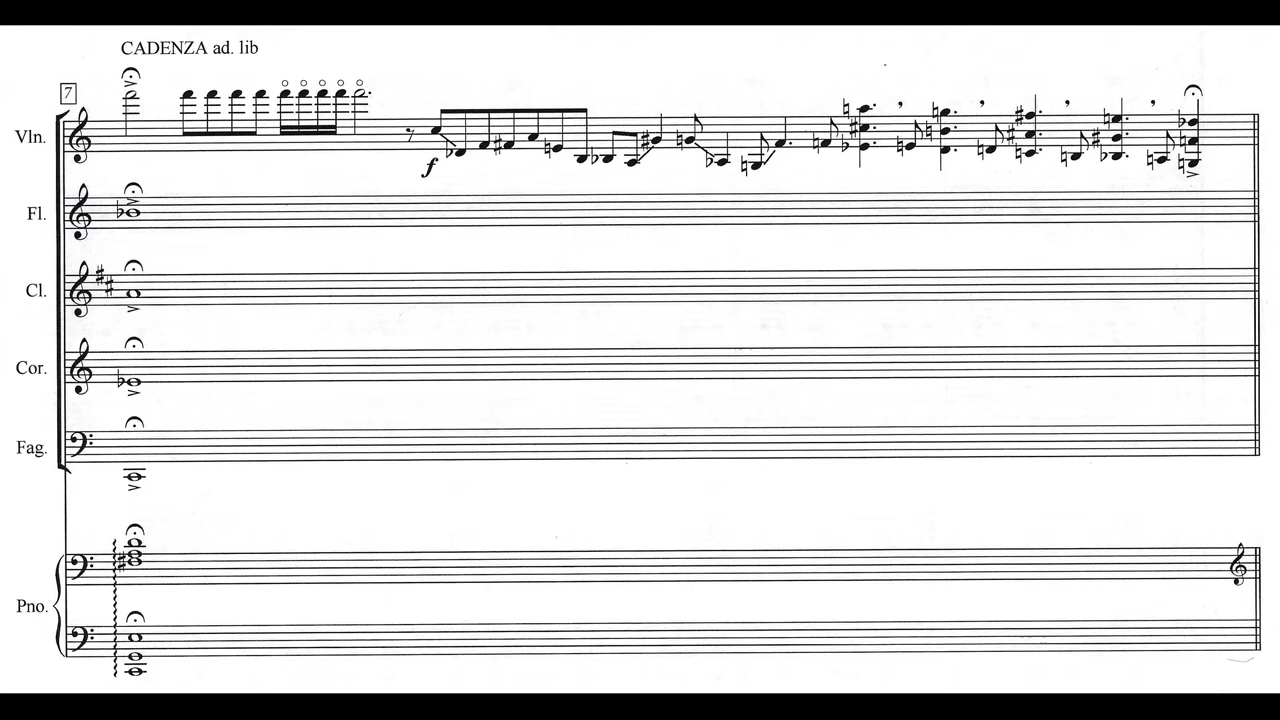 CADENZA ad. lib
7
Vln.
f
Fl.
Cl.
Cor.
Fag.
Pno.